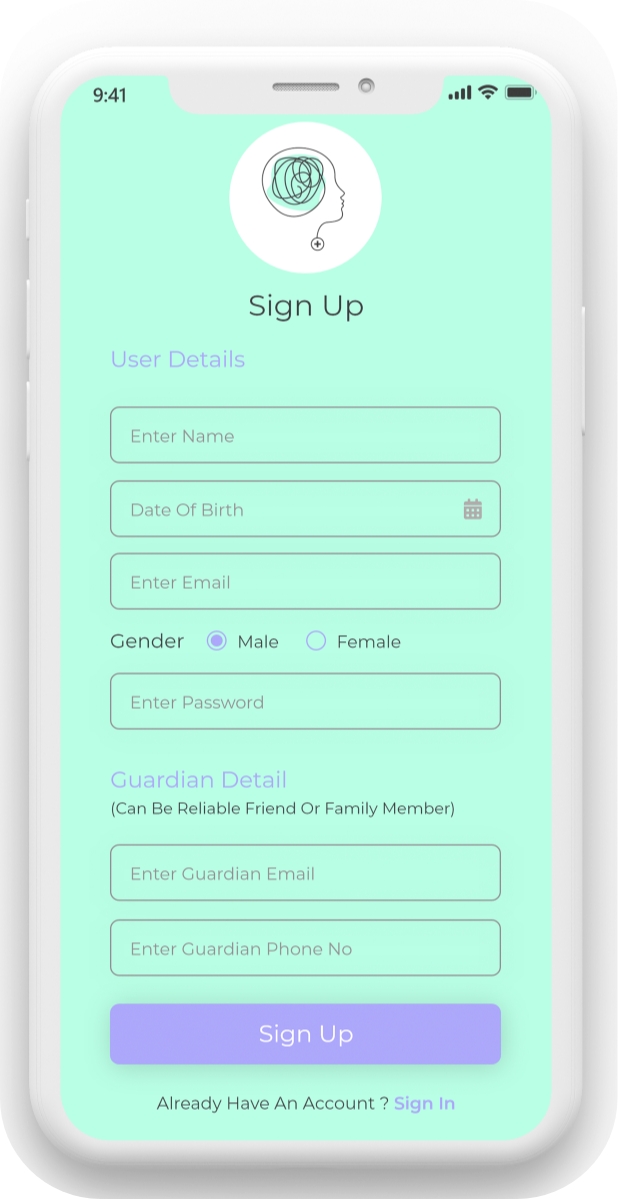 9:41
Sign Up
User Details
Enter Name
Date Of Birth
Enter Email
Gender Male Female
Enter Password
Guardian Detail
(Can Be Reliable Friend Or Family Member)
Enter Guardian Email
Enter Guardian Phone No
Sign Up
Already Have An Account ? Sign In